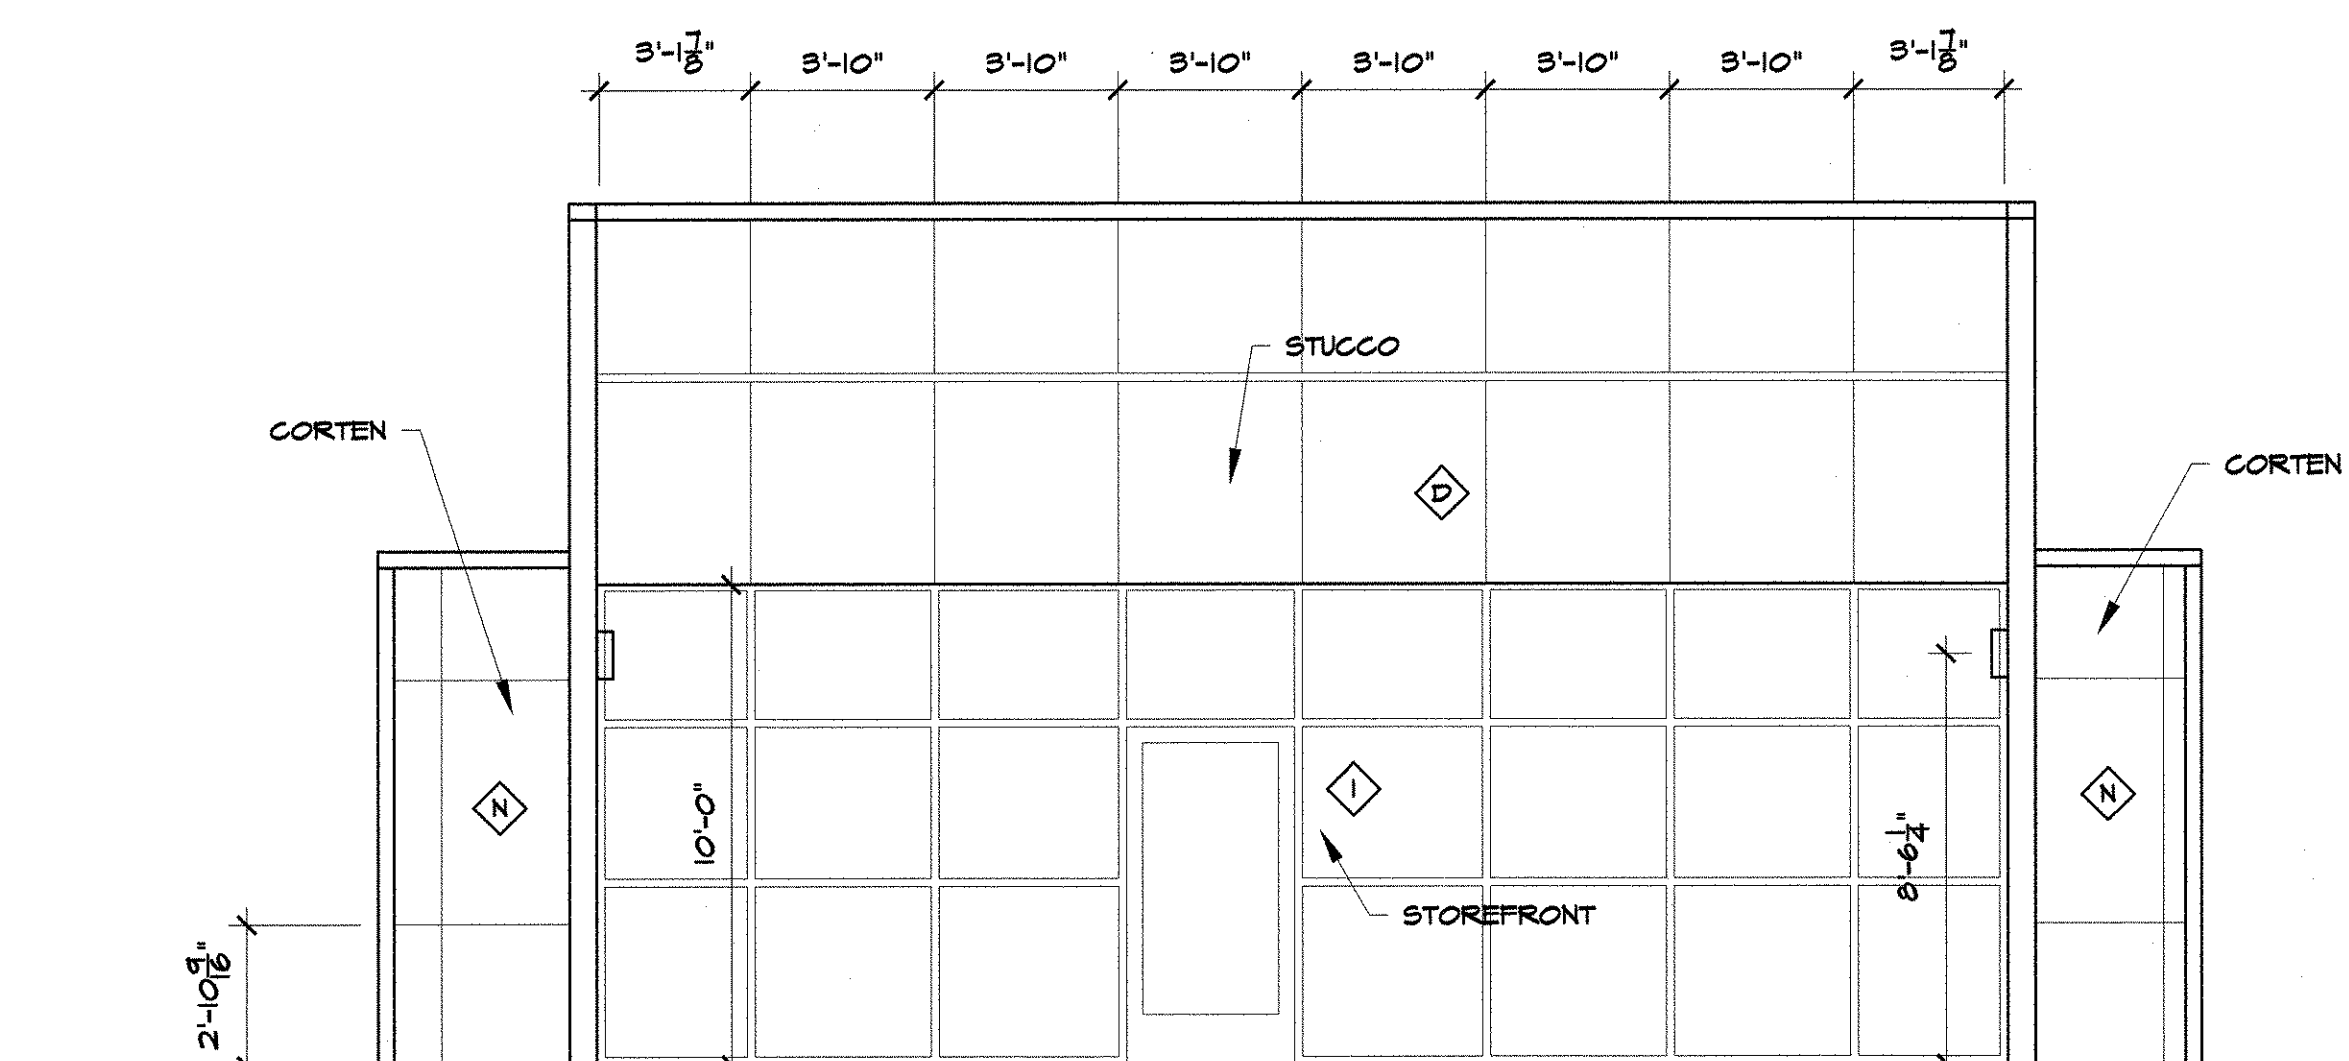 3'-1 7/8" 3'-10" 3'-10" 3'-10" 3'-10" 3'-10" 3'-10" 3'-1 7/8"
STUCCO
CORTEN
CORTEN
D
N
I
N
10'-0"
8'-6 1/4"
STOREFRONT
2'-10 9/16"